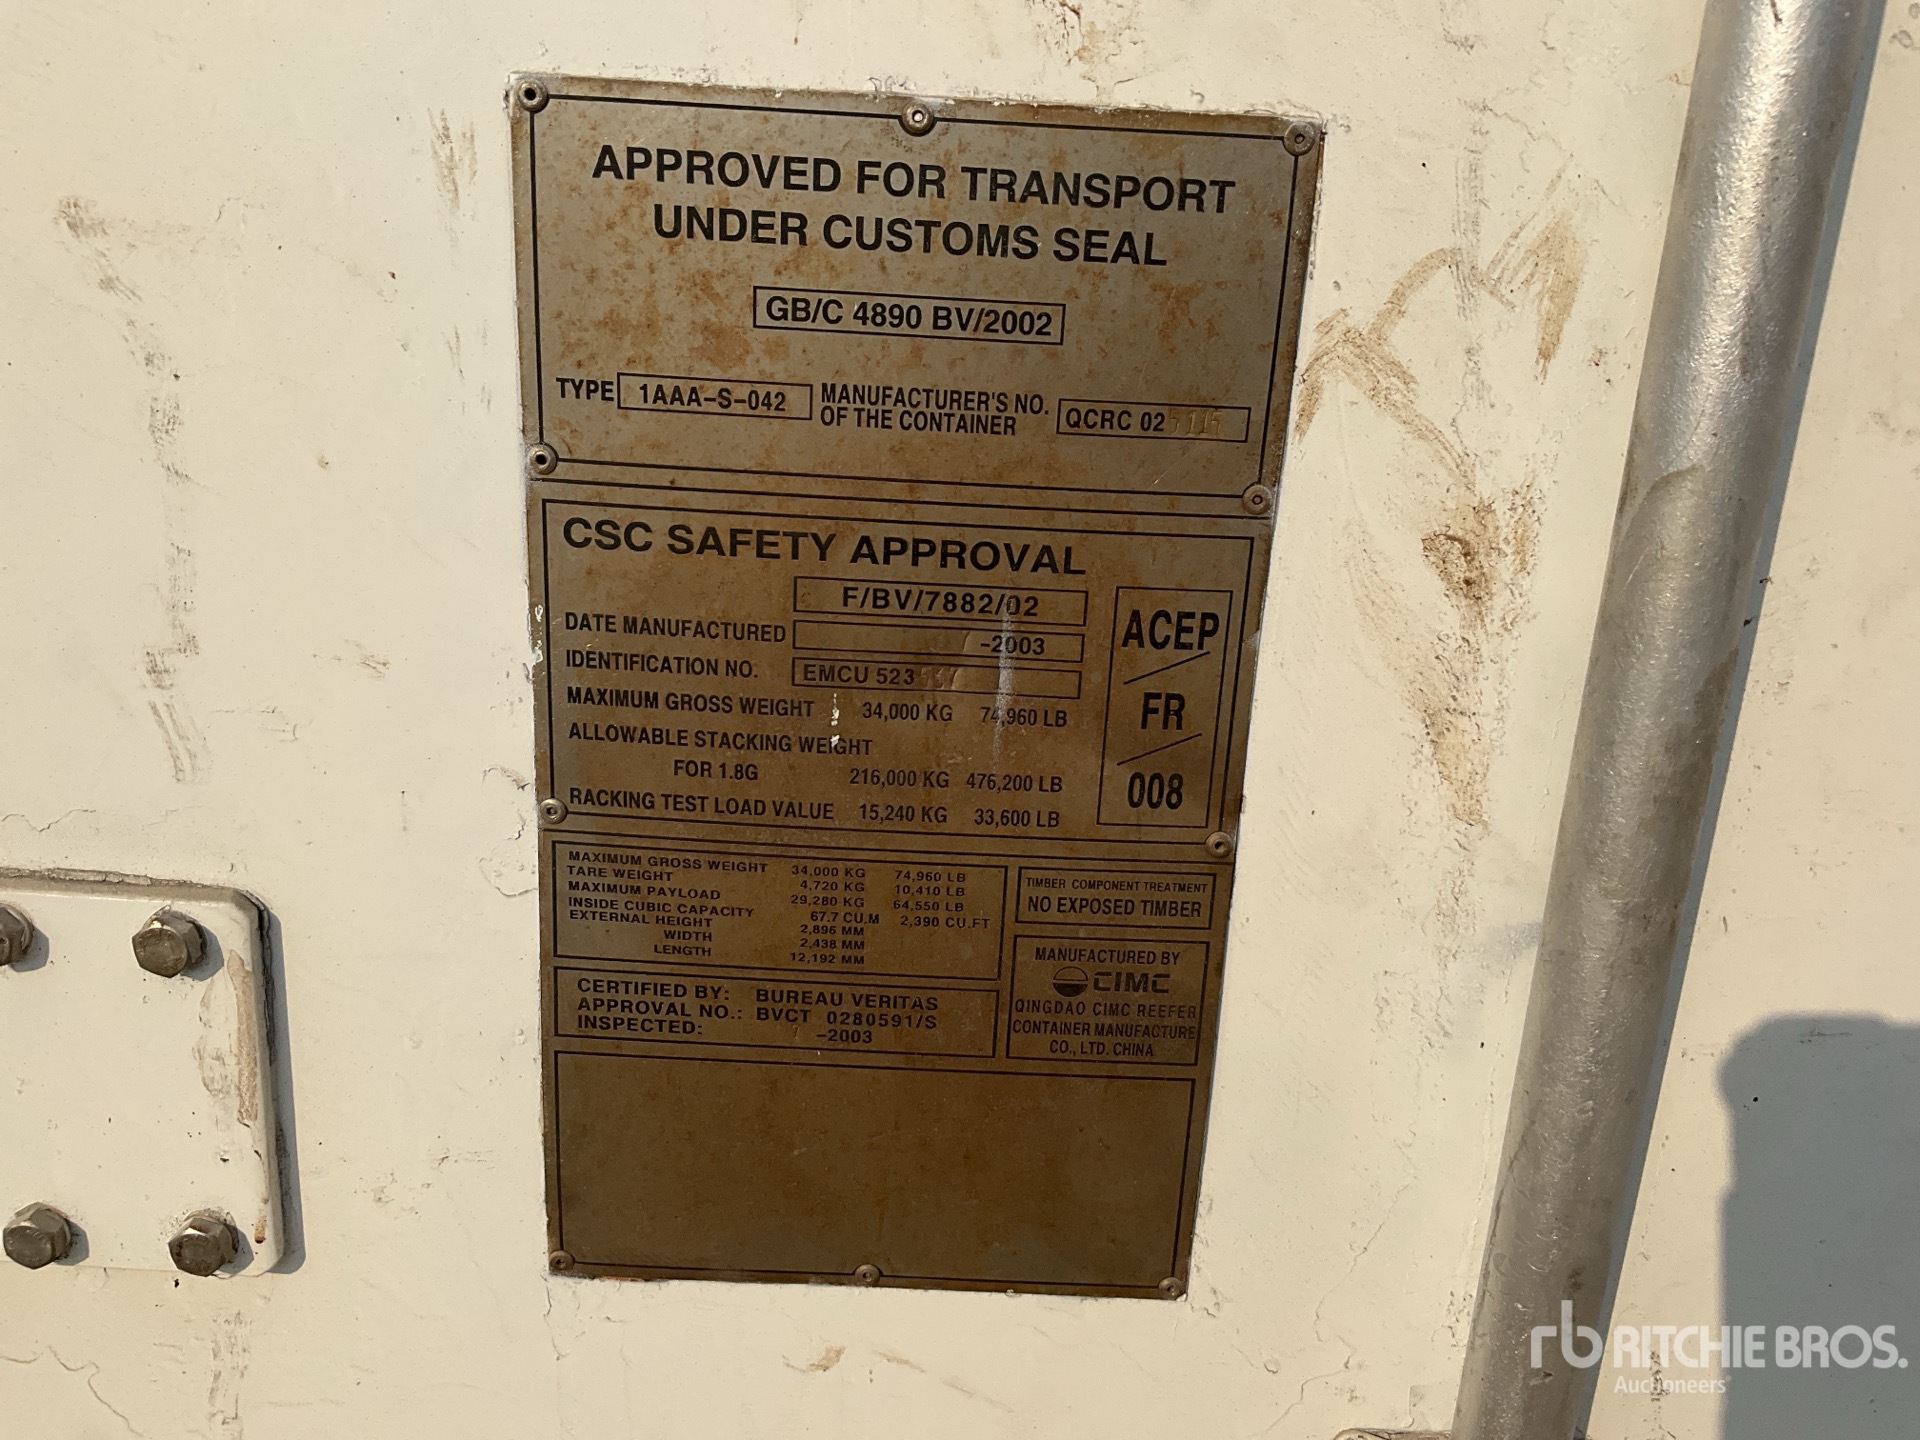 APPROVED FOR TRANSPORT
UNDER CUSTOMS SEAL
GB/C 4890 BV/2002
TYPE 1AAA-S-042
MANUFACTURER'S NO.
OF THE CONTAINER
QCRC 025115
CSC SAFETY APPROVAL
F/BV/7882/02
DATE MANUFACTURED -2003
IDENTIFICATION NO. EMCU 523
MAXIMUM GROSS WEIGHT 34,000 KG 74,960 LB
ALLOWABLE STACKING WEIGHT
FOR 1.8G 216,000 KG 476,200 LB
RACKING TEST LOAD VALUE 15,240 KG 33,600 LB
ACEP
/
FR
/
008
MAXIMUM GROSS WEIGHT 34,000 KG 74,960 LB
TARE WEIGHT 4,720 KG 10,410 LB
MAXIMUM PAYLOAD 29,280 KG 64,550 LB
INSIDE CUBIC CAPACITY 67.7 CU.M 2,390 CU.FT
EXTERNAL HEIGHT 2,896 MM
WIDTH 2,438 MM
LENGTH 12,192 MM
TIMBER COMPONENT TREATMENT
NO EXPOSED TIMBER
CERTIFIED BY: BUREAU VERITAS
APPROVAL NO.: BVCT 0280591/S
INSPECTED: -2003
MANUFACTURED BY
CIMC
QINGDAO CIMC REEFER
CONTAINER MANUFACTURE
CO., LTD. CHINA
rb RITCHIE BROS.
Auctioneers